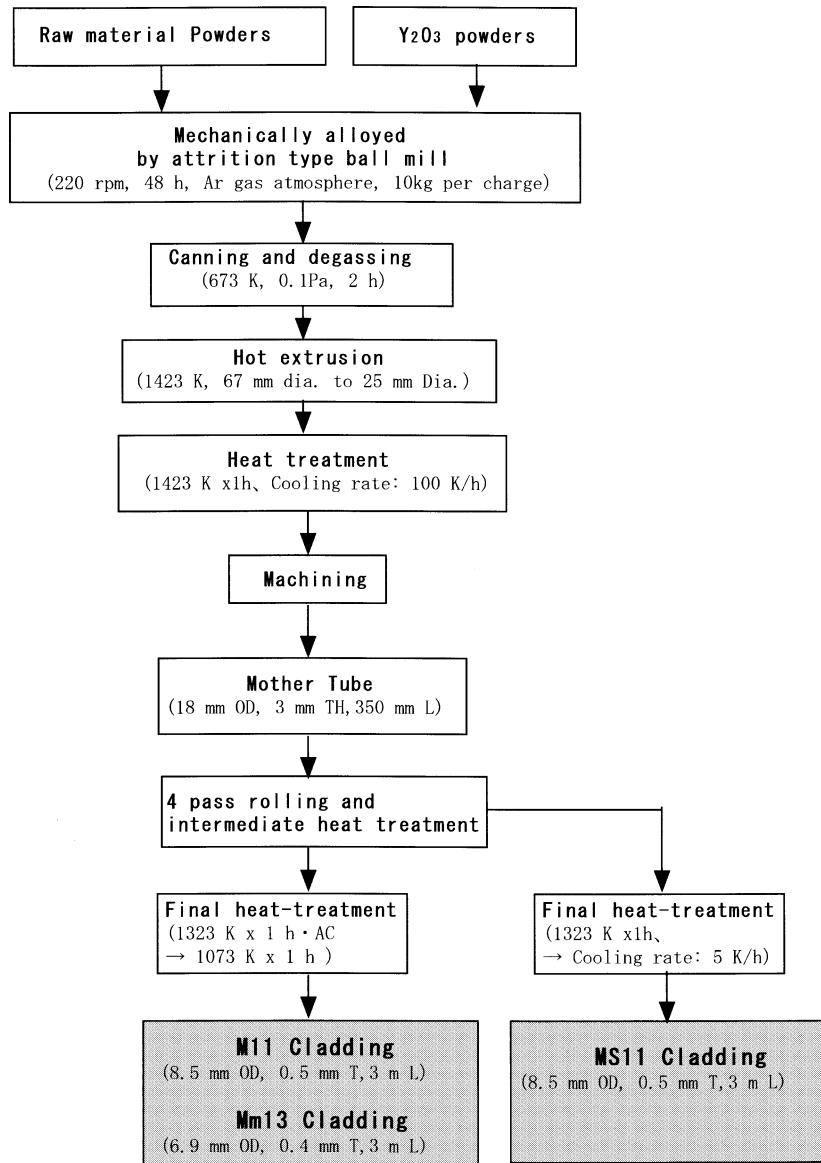 Raw material Powders
Y2O3 powders
Mechanically alloyed
by attrition type ball mill
(220 rpm, 48 h, Ar gas atmosphere, 10kg per charge)
Canning and degassing
(673 K, 0.1Pa, 2 h)
Hot extrusion
(1423 K, 67 mm dia. to 25 mm Dia.)
Heat treatment
(1423 K x1h、Cooling rate: 100 K/h)
Machining
Mother Tube
(18 mm OD, 3 mm TH,350 mm L)
4 pass rolling and
intermediate heat treatment
Final heat-treatment
(1323 K x 1 h・AC
→ 1073 K x 1 h )
Final heat-treatment
(1323 K x1h、
→ Cooling rate: 5 K/h)
M11 Cladding
(8.5 mm OD, 0.5 mm T,3 m L)
Mm13 Cladding
(6.9 mm OD, 0.4 mm T,3 m L)
MS11 Cladding
(8.5 mm OD, 0.5 mm T,3 m L)